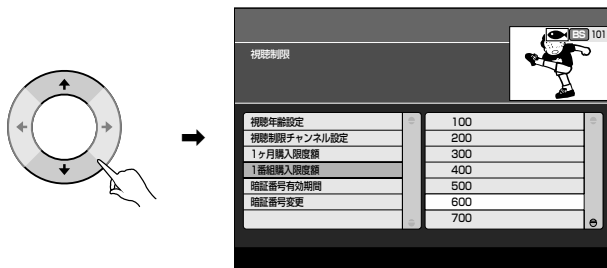 BS 101
視聴制限
視聴年齢設定
視聴制限チャンネル設定
1ヶ月購入限度額
1番組購入限度額
暗証番号有効期間
暗証番号変更
100
200
300
400
500
600
700